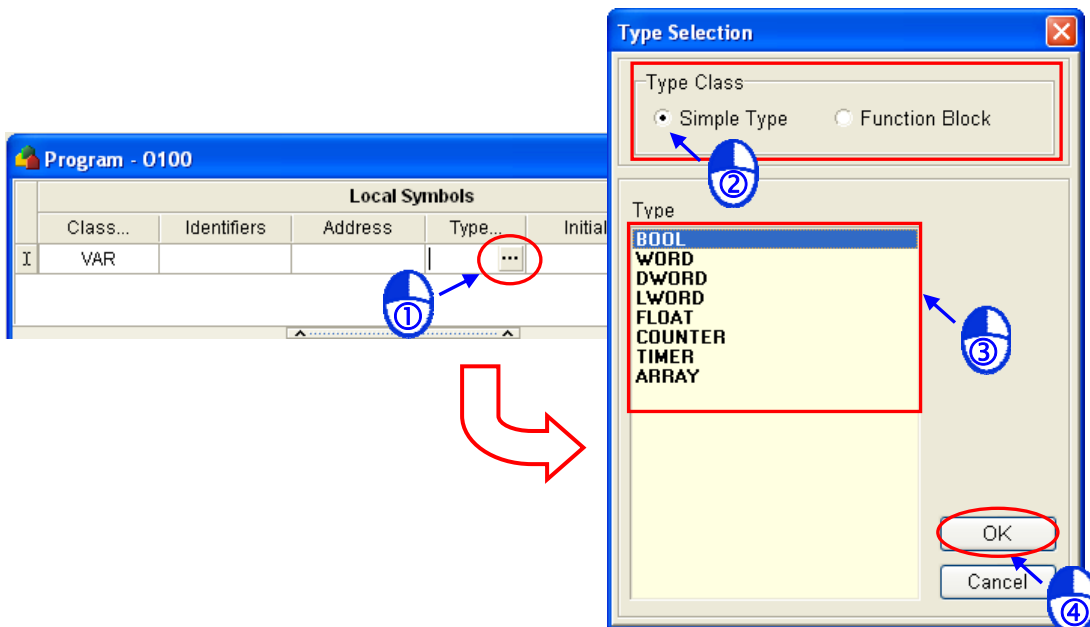 Program - O100
Local Symbols
Class... Identifiers Address Type... Initial
I VAR ...
①
Type Selection
Type Class
Simple Type Function Block
②
Type
BOOL
WORD
DWORD
LWORD
FLOAT
COUNTER
TIMER
ARRAY
③
OK
Cancel
④